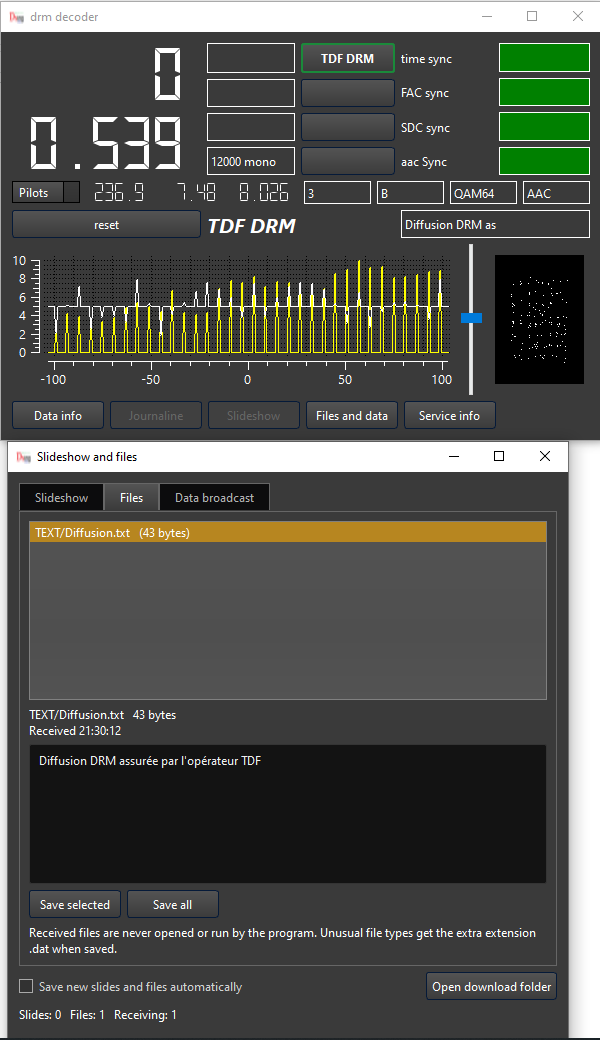 drm decoder
0
TDF DRM
time sync
FAC sync
0.539
SDC sync
12000 mono
aac Sync
Pilots
236.9
7.48
8.026
3
B
QAM64
AAC
reset
TDF DRM
Diffusion DRM as
10
8
6
4
2
0
-100
-50
0
50
100
Data info
Journaline
Slideshow
Files and data
Service info
Slideshow and files
Slideshow
Files
Data broadcast
TEXT/Diffusion.txt (43 bytes)
TEXT/Diffusion.txt 43 bytes
Received 21:30:12
Diffusion DRM assurée par l'opérateur TDF
Save selected
Save all
Received files are never opened or run by the program. Unusual file types get the extra extension
.dat when saved.
Save new slides and files automatically
Open download folder
Slides: 0 Files: 1 Receiving: 1